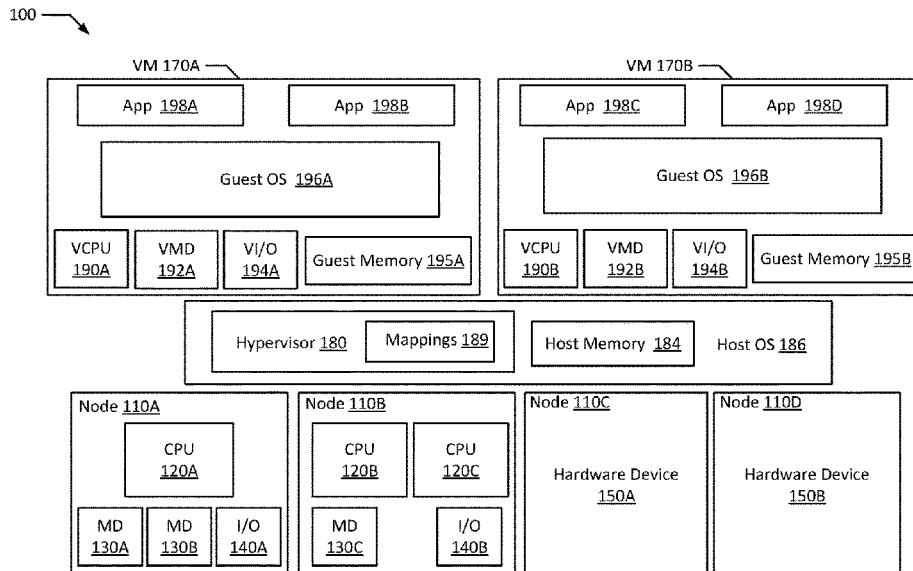 100
VM 170A VM 170B
App 198A App 198B App 198C App 198D
Guest OS 196A Guest OS 196B
VCPU 190A VMD 192A VI/O 194A Guest Memory 195A VCPU 190B VMD 192B VI/O 194B Guest Memory 195B
Hypervisor 180 Mappings 189 Host Memory 184 Host OS 186
Node 110A Node 110B Node 110C Node 110D
CPU 120A CPU 120B CPU 120C Hardware Device 150A Hardware Device 150B
MD 130A MD 130B I/O 140A MD 130C I/O 140B